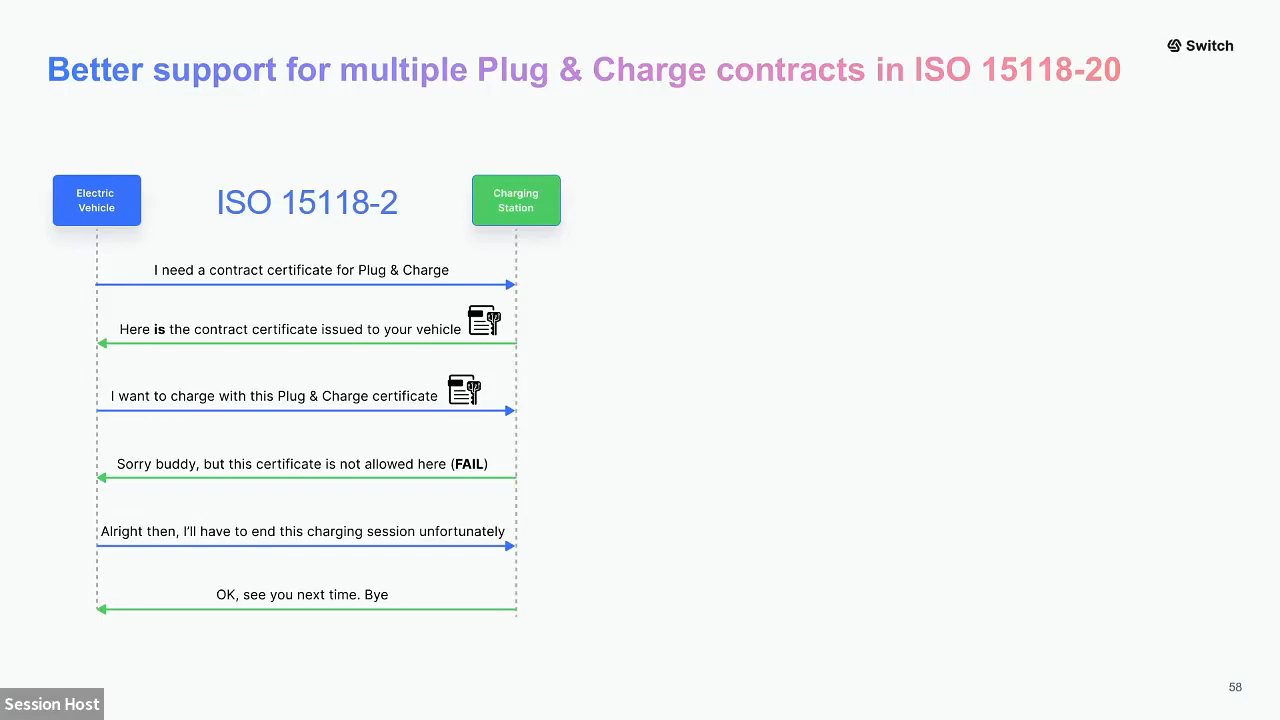 Switch
Better support for multiple Plug & Charge contracts in ISO 15118-20
Electric
Vehicle
ISO 15118-2
Charging
Station
I need a contract certificate for Plug & Charge
Here is the contract certificate issued to your vehicle
I want to charge with this Plug & Charge certificate
Sorry buddy, but this certificate is not allowed here (FAIL)
Alright then, I'll have to end this charging session unfortunately
OK, see you next time. Bye
58
Session Host